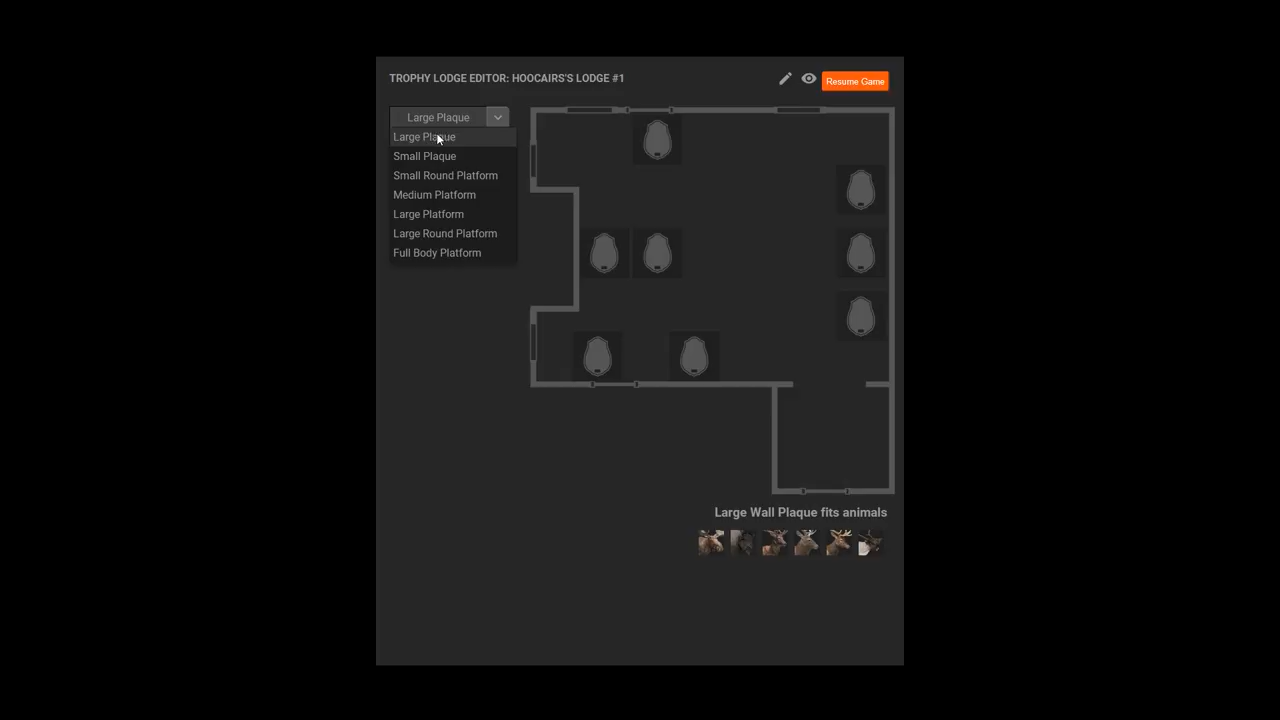 TROPHY LODGE EDITOR: HOOCAIRS'S LODGE #1
Resume Game
Large Plaque
Large Plaque
Small Plaque
Small Round Platform
Medium Platform
Large Platform
Large Round Platform
Full Body Platform
Large Wall Plaque fits animals